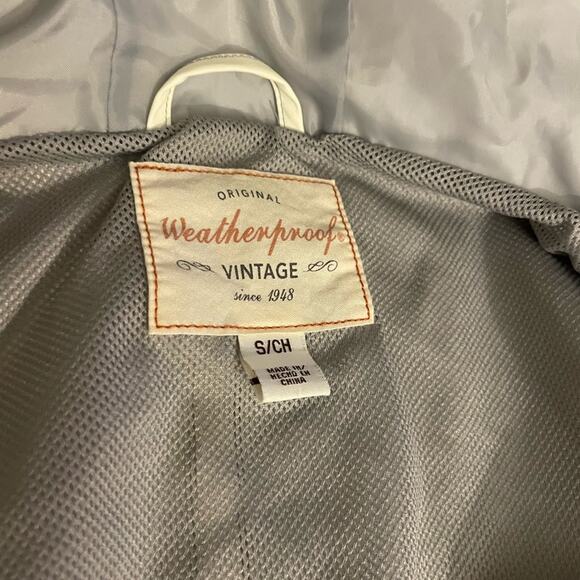 ORIGINAL
Weatherproof®
VINTAGE
since 1948
S/CH
MADE IN/
HECHO EN
CHINA